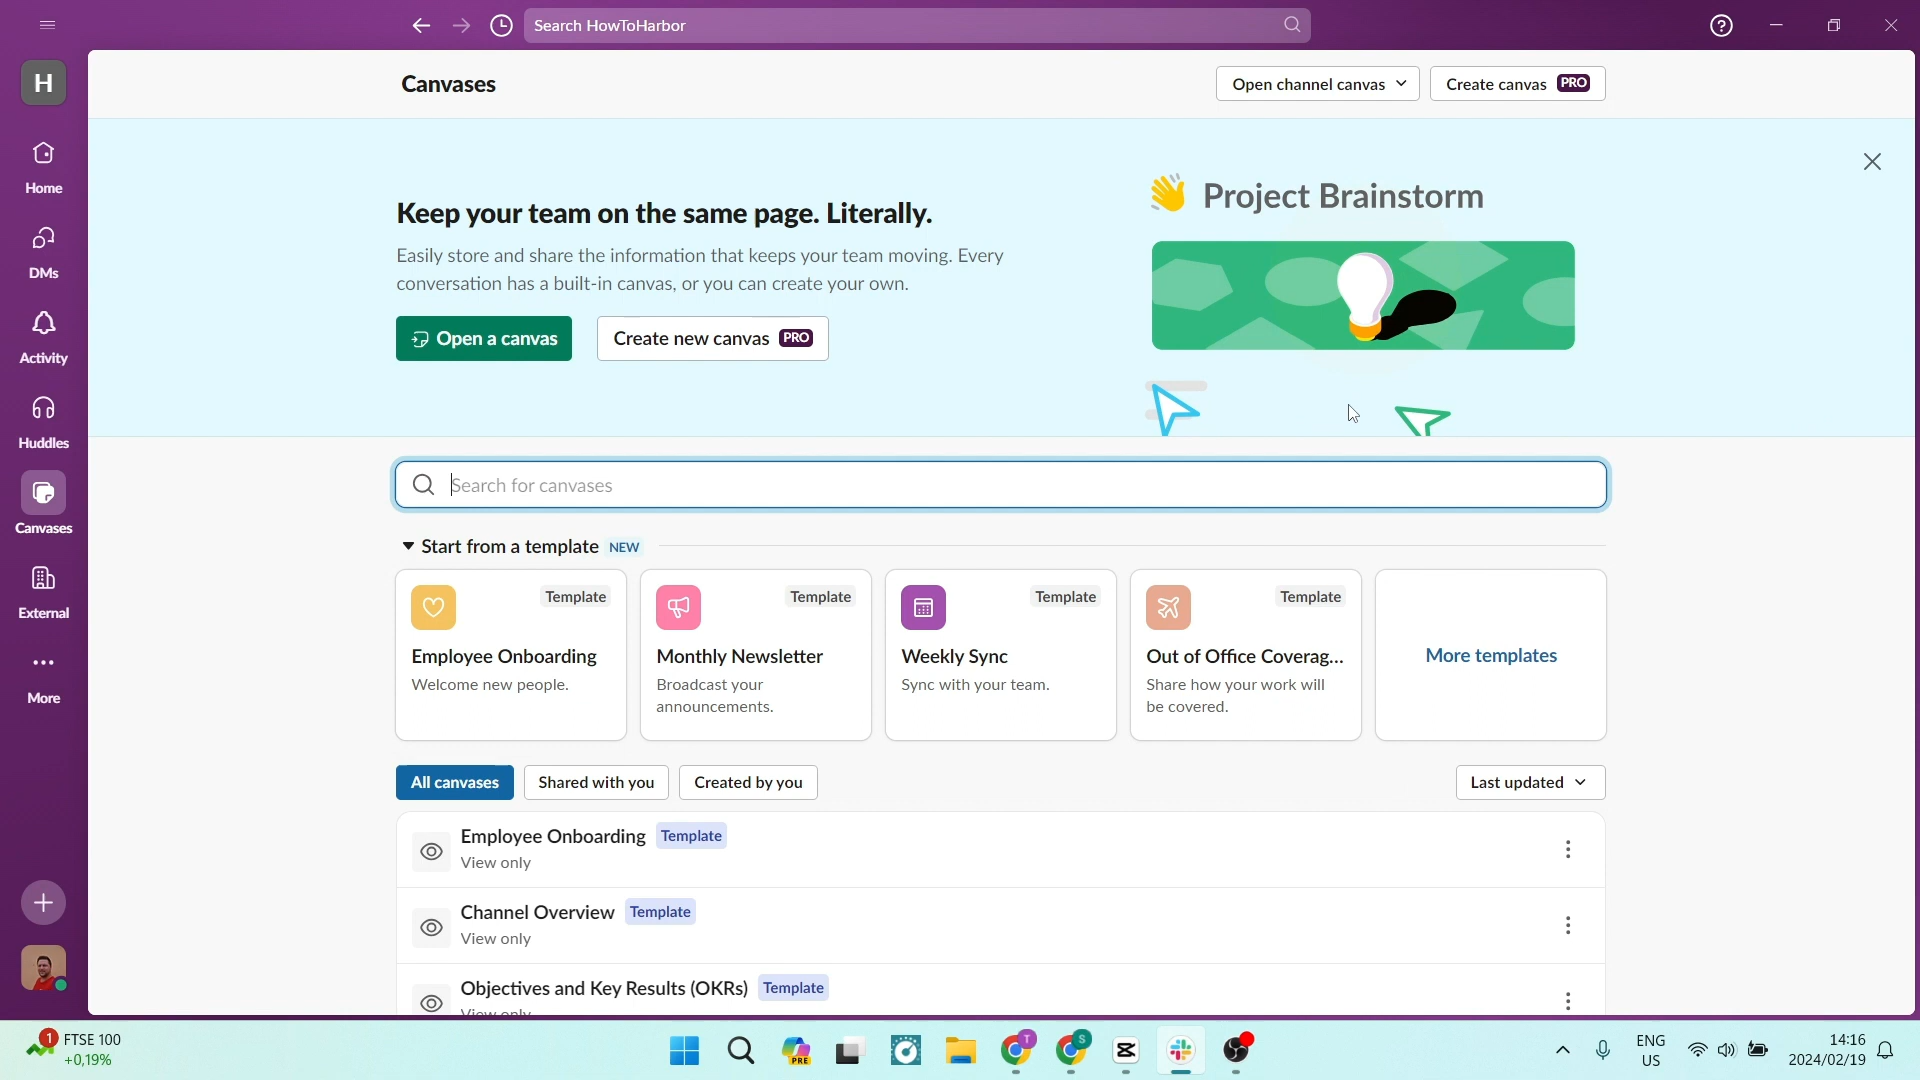 Search HowToHarbor
H
Canvases
Open channel canvas
Create canvas PRO
Home
DMs
Activity
Huddles
Canvases
External
More
Keep your team on the same page. Literally.
Easily store and share the information that keeps your team moving. Every
conversation has a built-in canvas, or you can create your own.
Open a canvas
Create new canvas PRO
Project Brainstorm
Search for canvases
Start from a template NEW
Template
Employee Onboarding
Welcome new people.
Template
Monthly Newsletter
Broadcast your
announcements.
Template
Weekly Sync
Sync with your team.
Template
Out of Office Coverag...
Share how your work will
be covered.
More templates
All canvases
Shared with you
Created by you
Last updated
Employee Onboarding Template
View only
Channel Overview Template
View only
Objectives and Key Results (OKRs) Template
View only
1
FTSE 100
+0,19%
PRE
T
S
ENG
US
14:16
2024/02/19